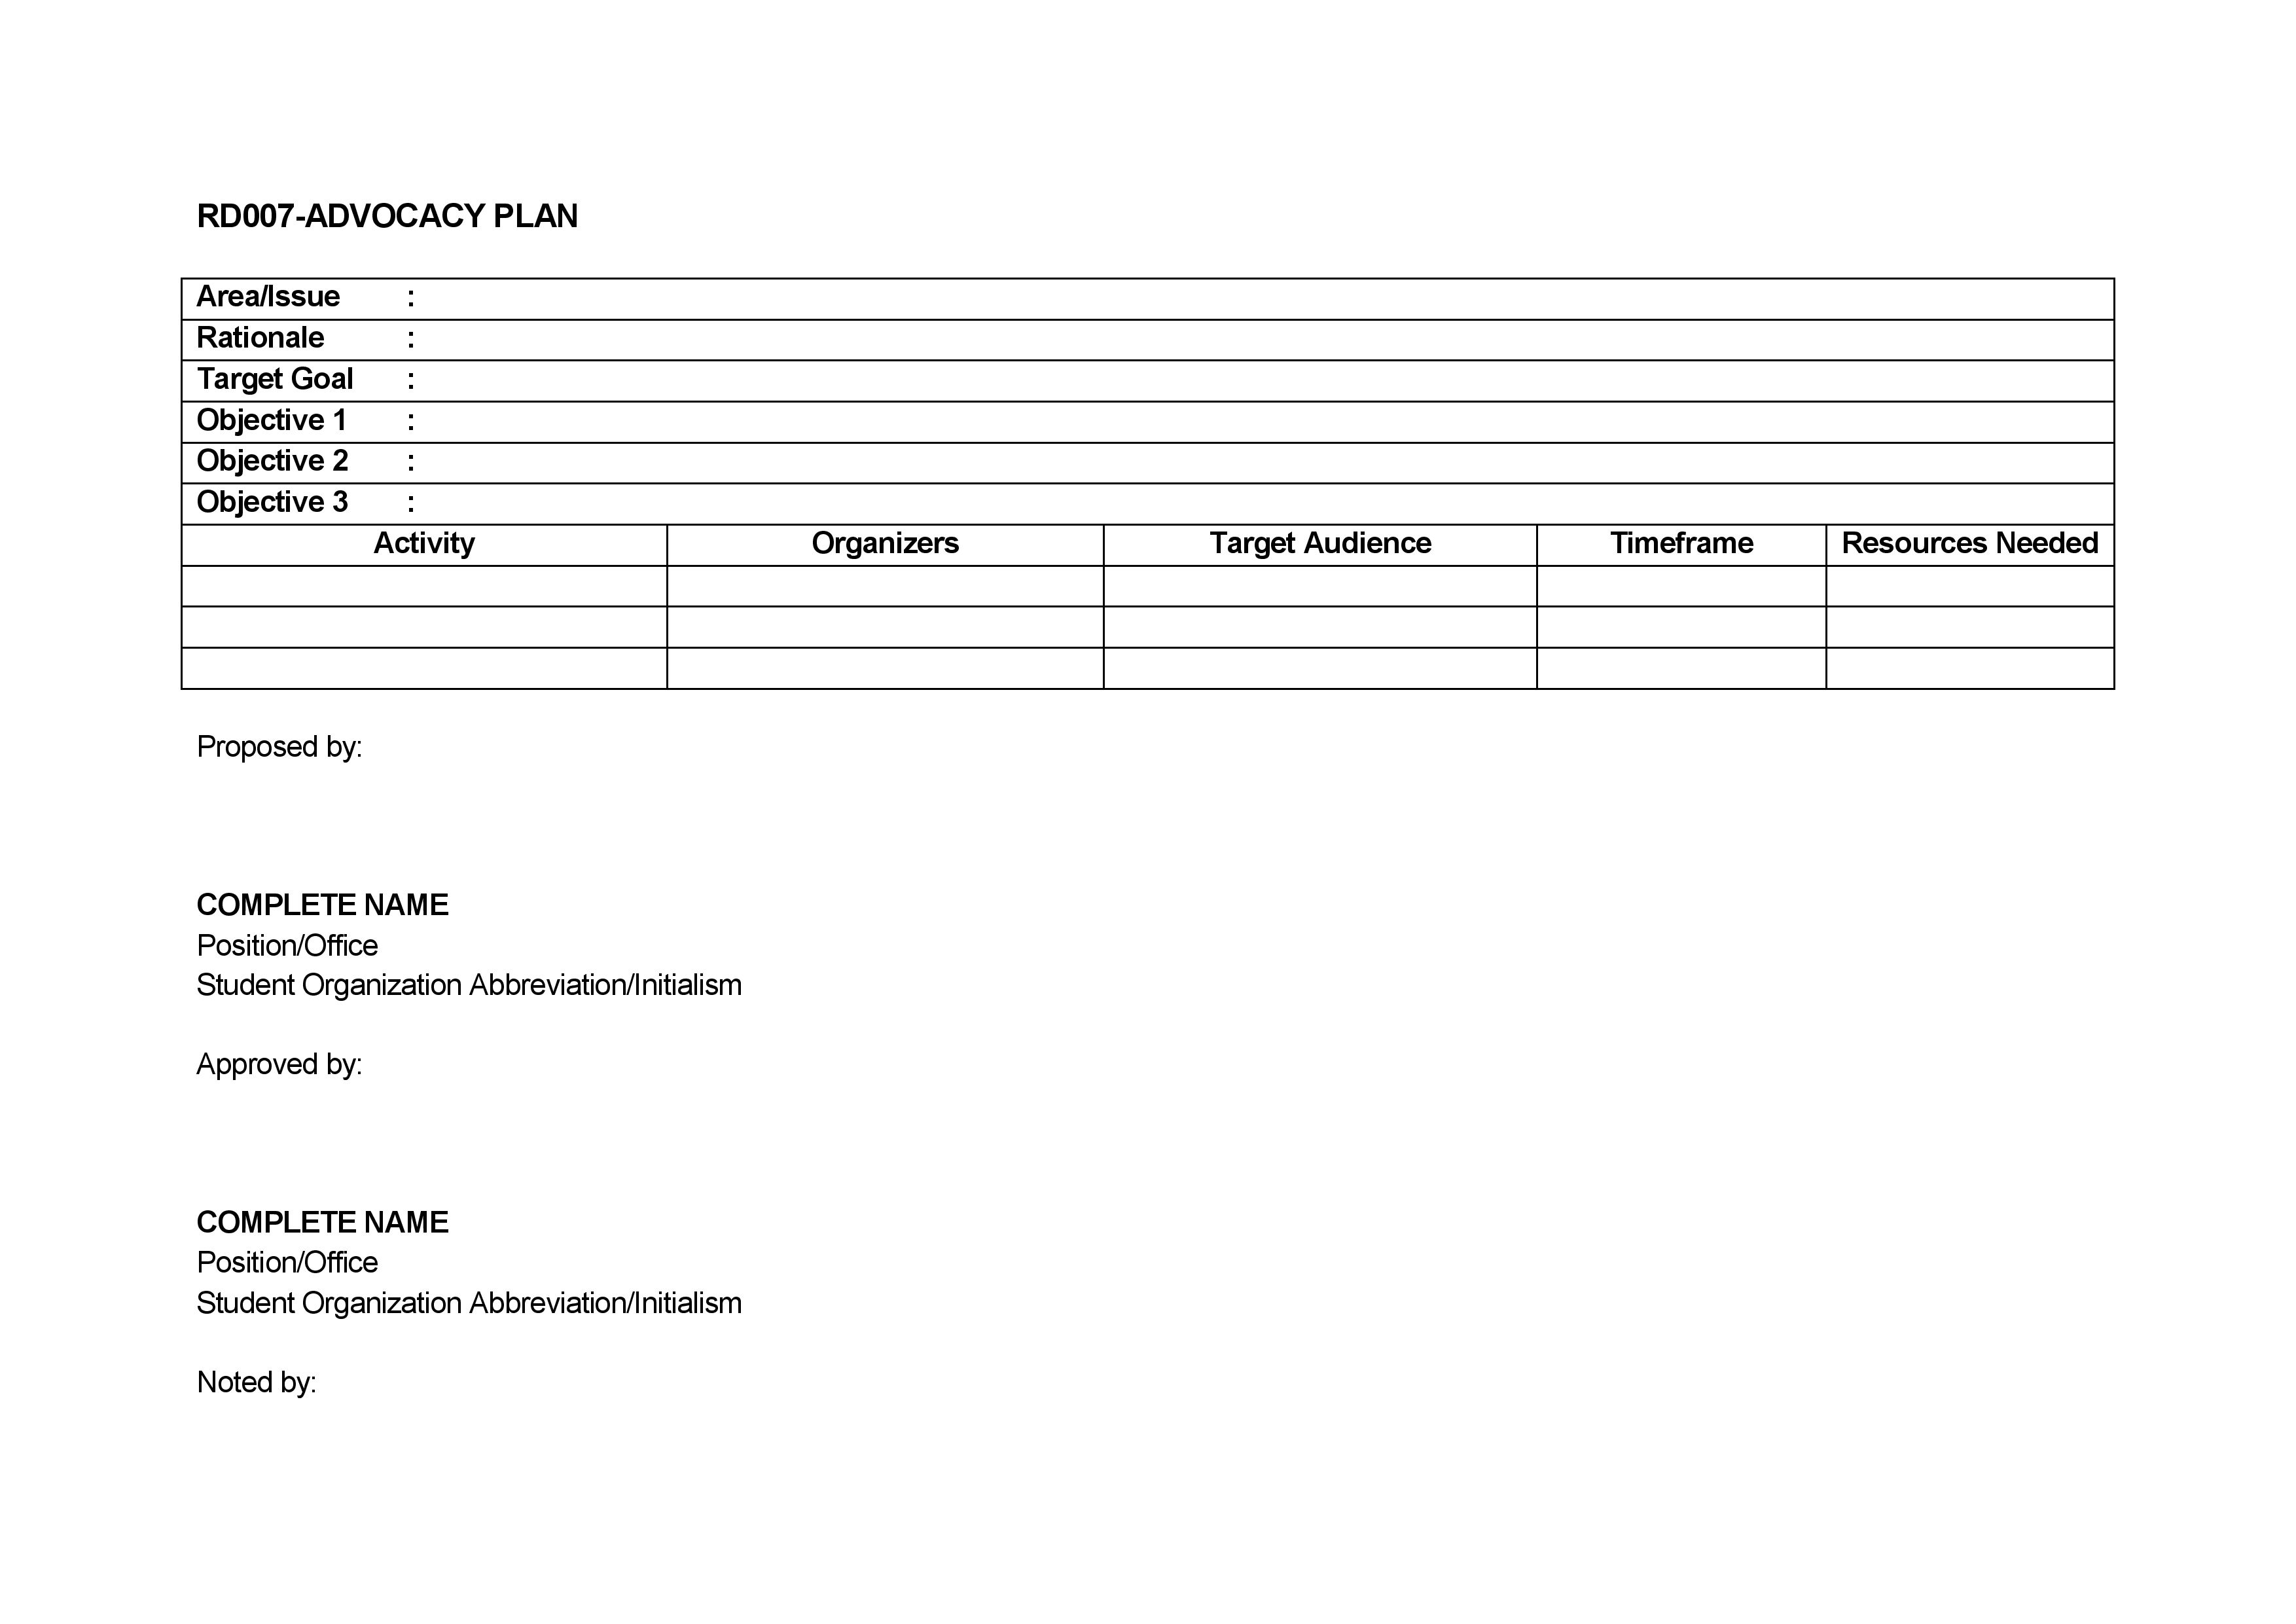 RD007-ADVOCACY PLAN
Area/Issue :
Rationale :
Target Goal :
Objective 1 :
Objective 2 :
Objective 3 :
Activity Organizers Target Audience Timeframe Resources Needed
Proposed by:
COMPLETE NAME
Position/Office
Student Organization Abbreviation/Initialism
Approved by:
COMPLETE NAME
Position/Office
Student Organization Abbreviation/Initialism
Noted by: